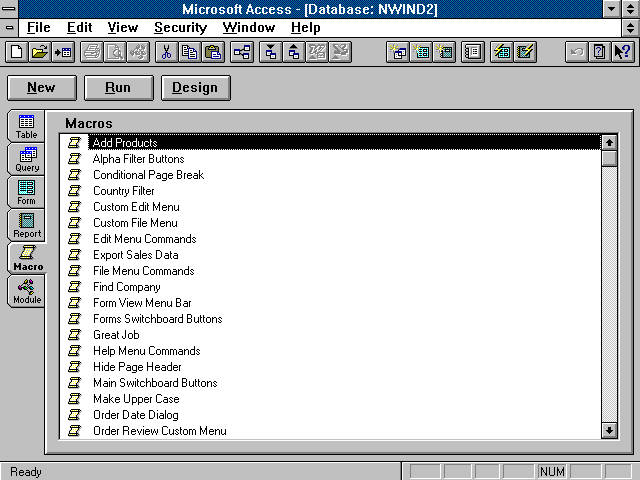 Microsoft Access - [Database: NWIND2]
File Edit View Security Window Help
New Run Design
Table
Query
Form
Report
Macro
Module
Macros
Add Products
Alpha Filter Buttons
Conditional Page Break
Country Filter
Custom Edit Menu
Custom File Menu
Edit Menu Commands
Export Sales Data
File Menu Commands
Find Company
Form View Menu Bar
Forms Switchboard Buttons
Great Job
Help Menu Commands
Hide Page Header
Main Switchboard Buttons
Make Upper Case
Order Date Dialog
Order Review Custom Menu
Ready NUM